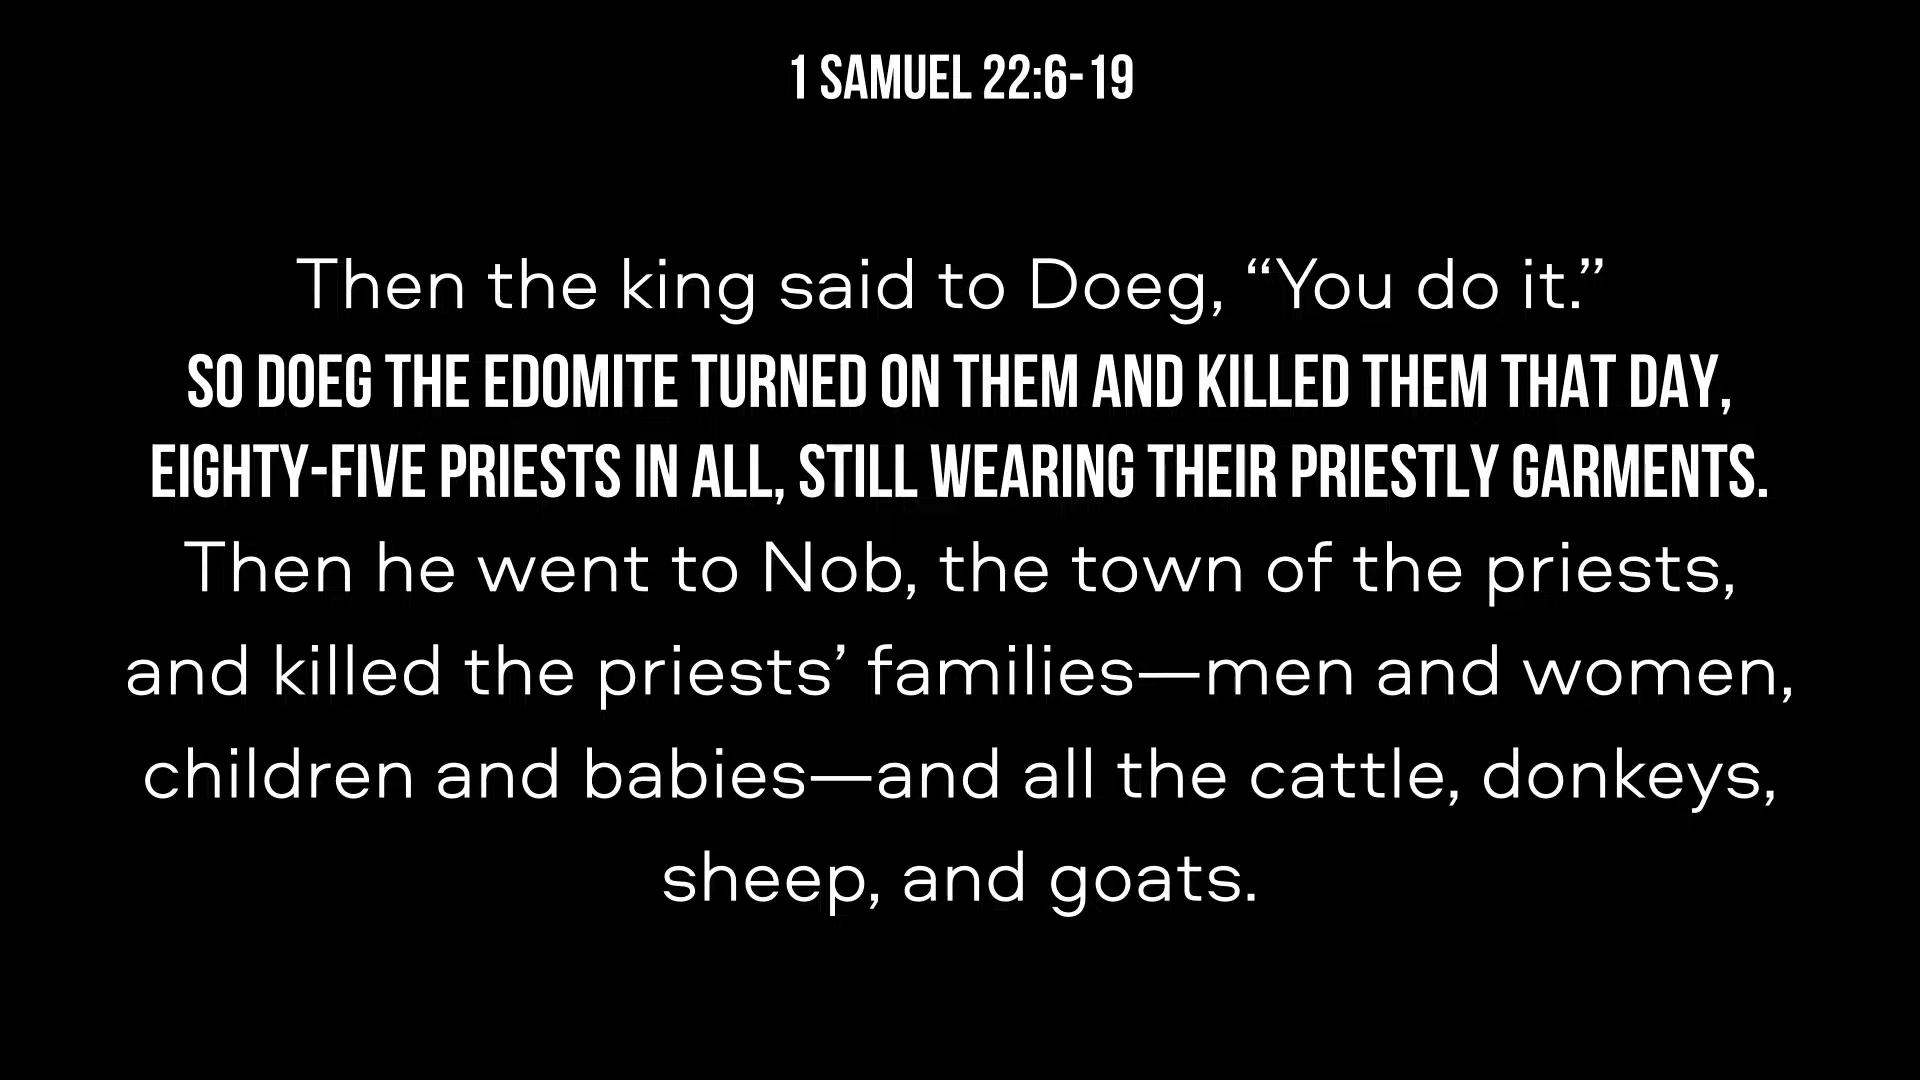 1 SAMUEL 22:6-19
Then the king said to Doeg, “You do it.”
SO DOEG THE EDOMITE TURNED ON THEM AND KILLED THEM THAT DAY,
EIGHTY-FIVE PRIESTS IN ALL, STILL WEARING THEIR PRIESTLY GARMENTS.
Then he went to Nob, the town of the priests,
and killed the priests’ families—men and women,
children and babies—and all the cattle, donkeys,
sheep, and goats.